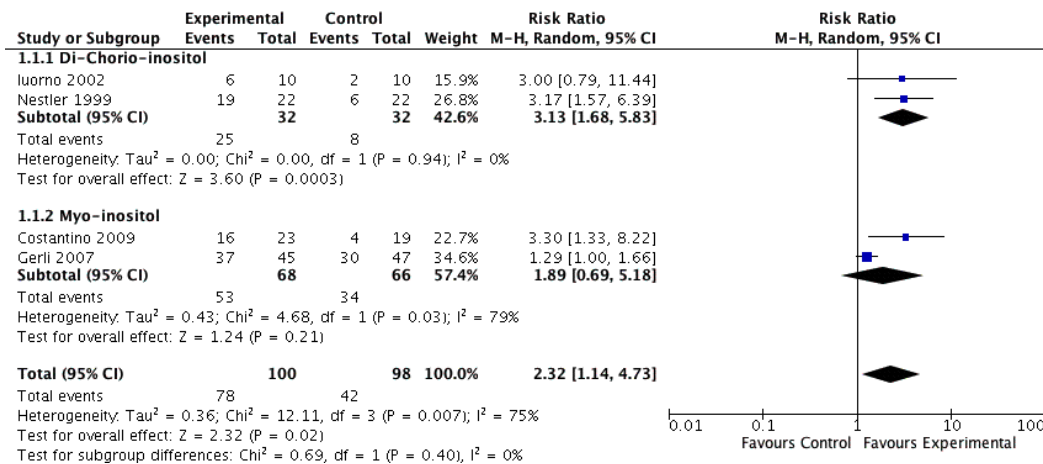 Experimental Control Risk Ratio Risk Ratio
Study or Subgroup Events Total Events Total Weight M-H, Random, 95% CI M-H, Random, 95% CI
1.1.1 Di-Chorio-inositol
Iuorno 2002 6 10 2 10 15.9% 3.00 [0.79, 11.44]
Nestler 1999 19 22 6 22 26.8% 3.17 [1.57, 6.39]
Subtotal (95% CI) 32 32 42.6% 3.13 [1.68, 5.83]
Total events 25 8
Heterogeneity: Tau² = 0.00; Chi² = 0.00, df = 1 (P = 0.94); I² = 0%
Test for overall effect: Z = 3.60 (P = 0.0003)
1.1.2 Myo-inositol
Costantino 2009 16 23 4 19 22.7% 3.30 [1.33, 8.22]
Gerli 2007 37 45 30 47 34.6% 1.29 [1.00, 1.66]
Subtotal (95% CI) 68 66 57.4% 1.89 [0.69, 5.18]
Total events 53 34
Heterogeneity: Tau² = 0.43; Chi² = 4.68, df = 1 (P = 0.03); I² = 79%
Test for overall effect: Z = 1.24 (P = 0.21)
Total (95% CI) 100 98 100.0% 2.32 [1.14, 4.73]
Total events 78 42
Heterogeneity: Tau² = 0.36; Chi² = 12.11, df = 3 (P = 0.007); I² = 75%
Test for overall effect: Z = 2.32 (P = 0.02)
Test for subgroup differences: Chi² = 0.69, df = 1 (P = 0.40), I² = 0%
0.01 0.1 1 10 100
Favours Control Favours Experimental